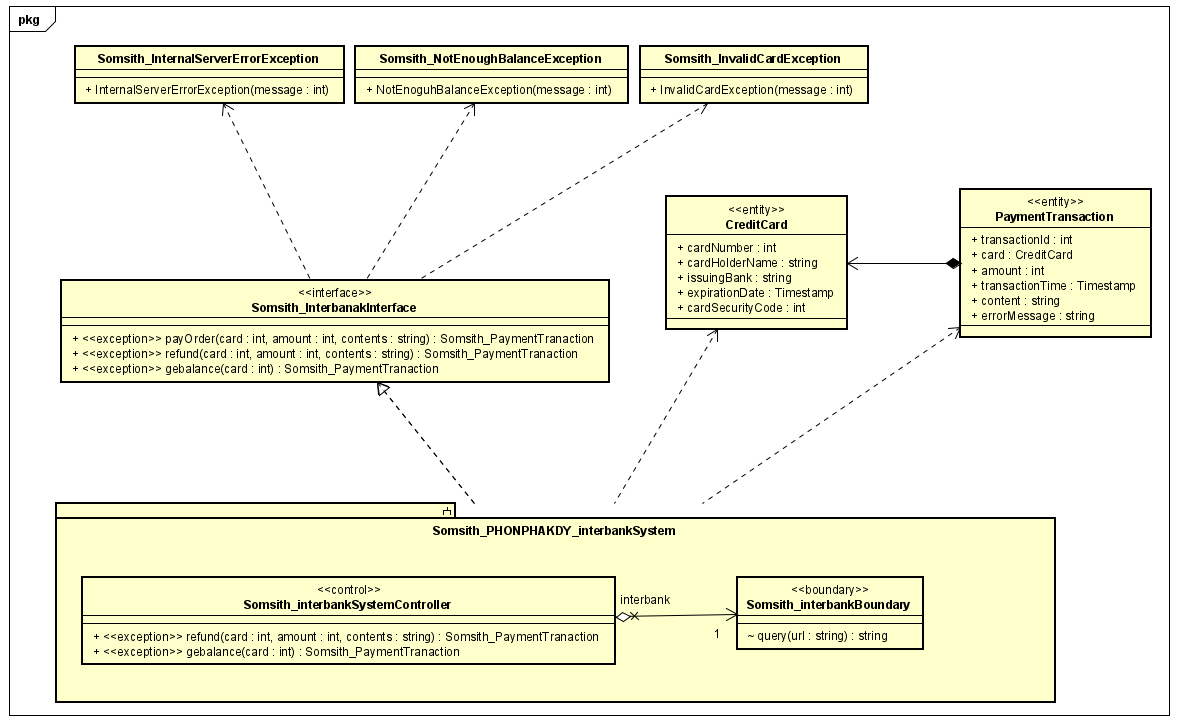 pkg
Somsith_InternalServerErrorException
+ InternalServerErrorException(message : int)
Somsith_NotEnoughBalanceException
+ NotEnoguhBalanceException(message : int)
Somsith_InvalidCardException
+ InvalidCardException(message : int)
<<entity>>
CreditCard
+ cardNumber : int
+ cardHolderName : string
+ issuingBank : string
+ expirationDate : Timestamp
+ cardSecurityCode : int
<<entity>>
PaymentTransaction
+ transactionId : int
+ card : CreditCard
+ amount : int
+ transactionTime : Timestamp
+ content : string
+ errorMessage : string
<<interface>>
Somsith_InterbanakInterface
+ <<exception>> payOrder(card : int, amount : int, contents : string) : Somsith_PaymentTranaction
+ <<exception>> refund(card : int, amount : int, contents : string) : Somsith_PaymentTranaction
+ <<exception>> gebalance(card : int) : Somsith_PaymentTranaction
Somsith_PHONPHAKDY_interbankSystem
<<control>>
Somsith_interbankSystemController
+ <<exception>> refund(card : int, amount : int, contents : string) : Somsith_PaymentTranaction
+ <<exception>> gebalance(card : int) : Somsith_PaymentTranaction
interbank
1
<<boundary>>
Somsith_interbankBoundary
~ query(url : string) : string